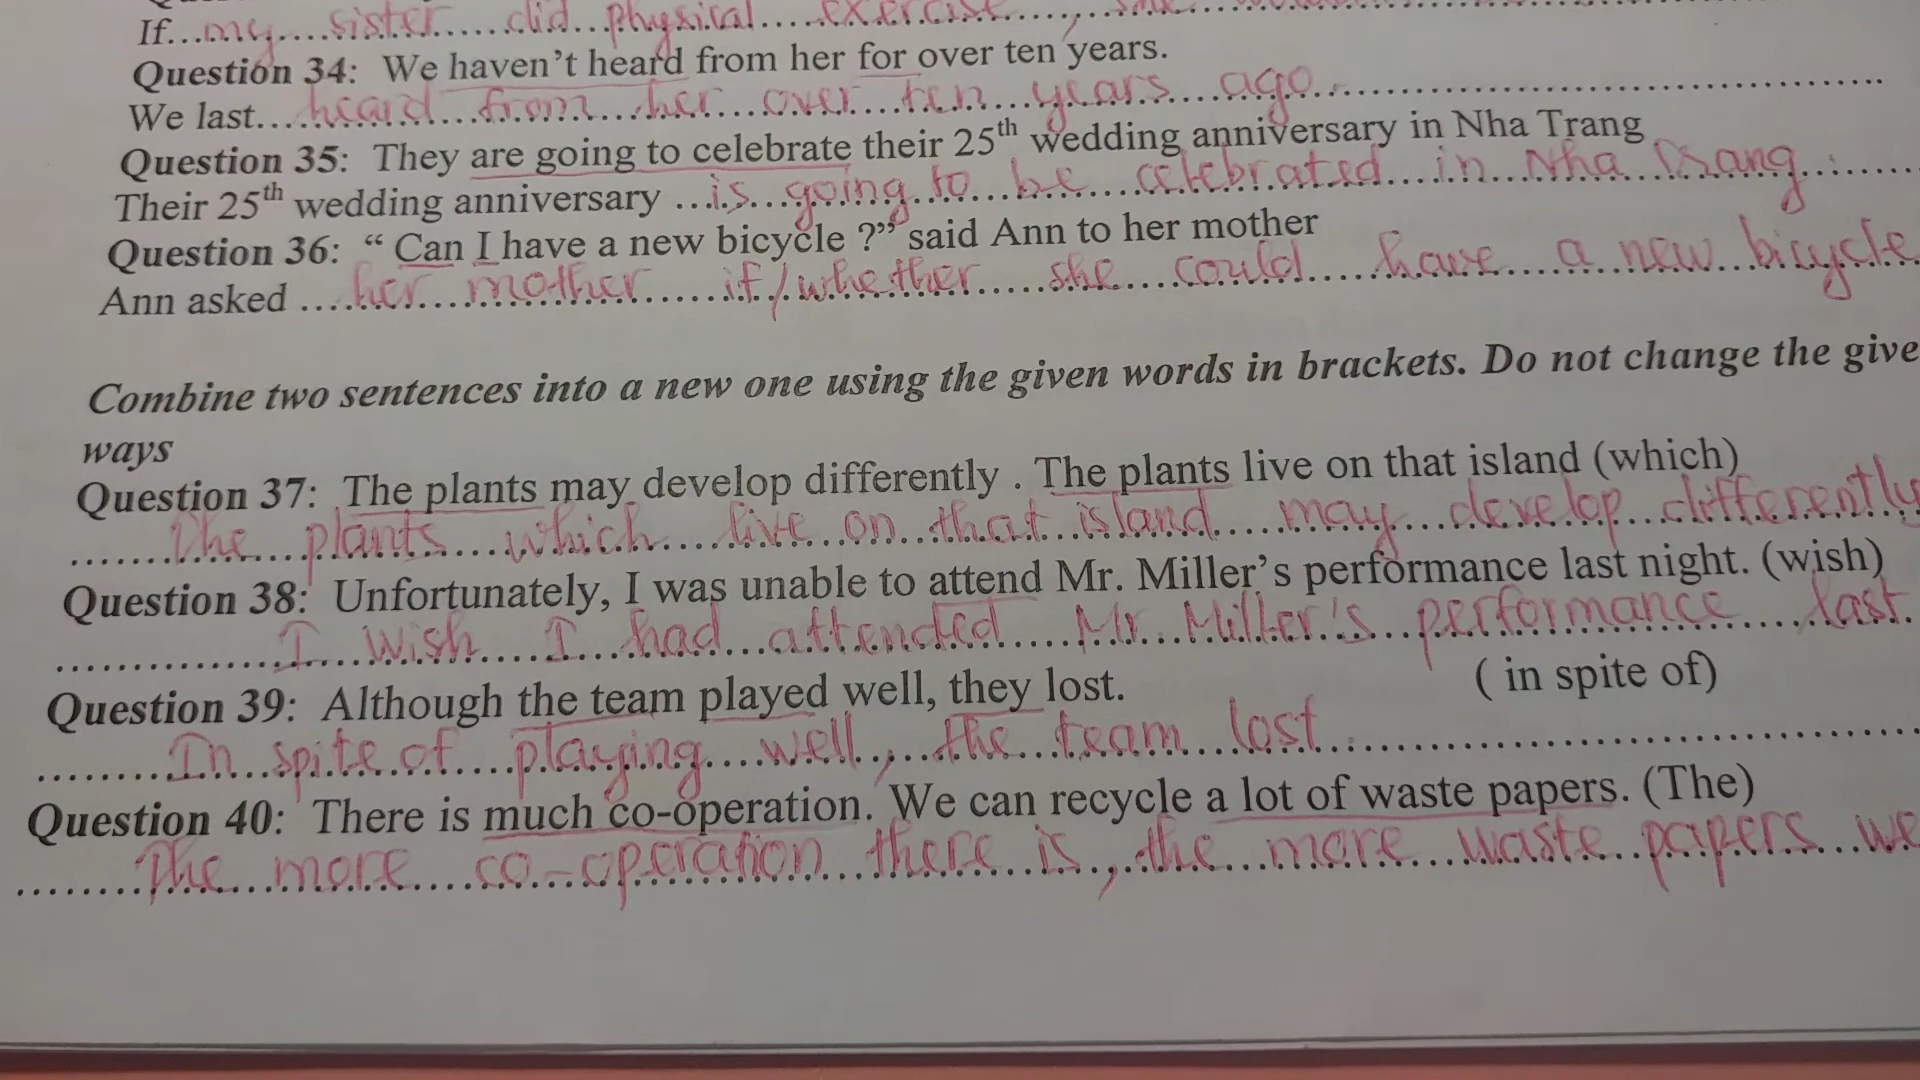 If...my....sister......did...physical.....exercise......,
Question 34: We haven't heard from her for over ten years.
We last....heard...from...her...over...ten...years....ago
Question 35: They are going to celebrate their 25th wedding anniversary in Nha Trang
Their 25th wedding anniversary ...is...going to...be....celebrated...in...Nha Trang
Question 36: “ Can I have a new bicycle ?” said Ann to her mother
Ann asked ...her....mother......if/whether.....she....could.....have....a...new...bicycle
Combine two sentences into a new one using the given words in brackets. Do not change the give
ways
Question 37: The plants may develop differently . The plants live on that island (which)
.......The...plants....which....live...on...that...island....may...develop...differently
Question 38: Unfortunately, I was unable to attend Mr. Miller's performance last night. (wish)
..............I...wish....I...had...attended....Mr...Miller's...performance....last.
Question 39: Although the team played well, they lost. ( in spite of)
........In...spite of....playing....well.,...the...team...lost
Question 40: There is much co-operation. We can recycle a lot of waste papers. (The)
........The...more....co-operation...there...is,..the...more...waste...papers...we